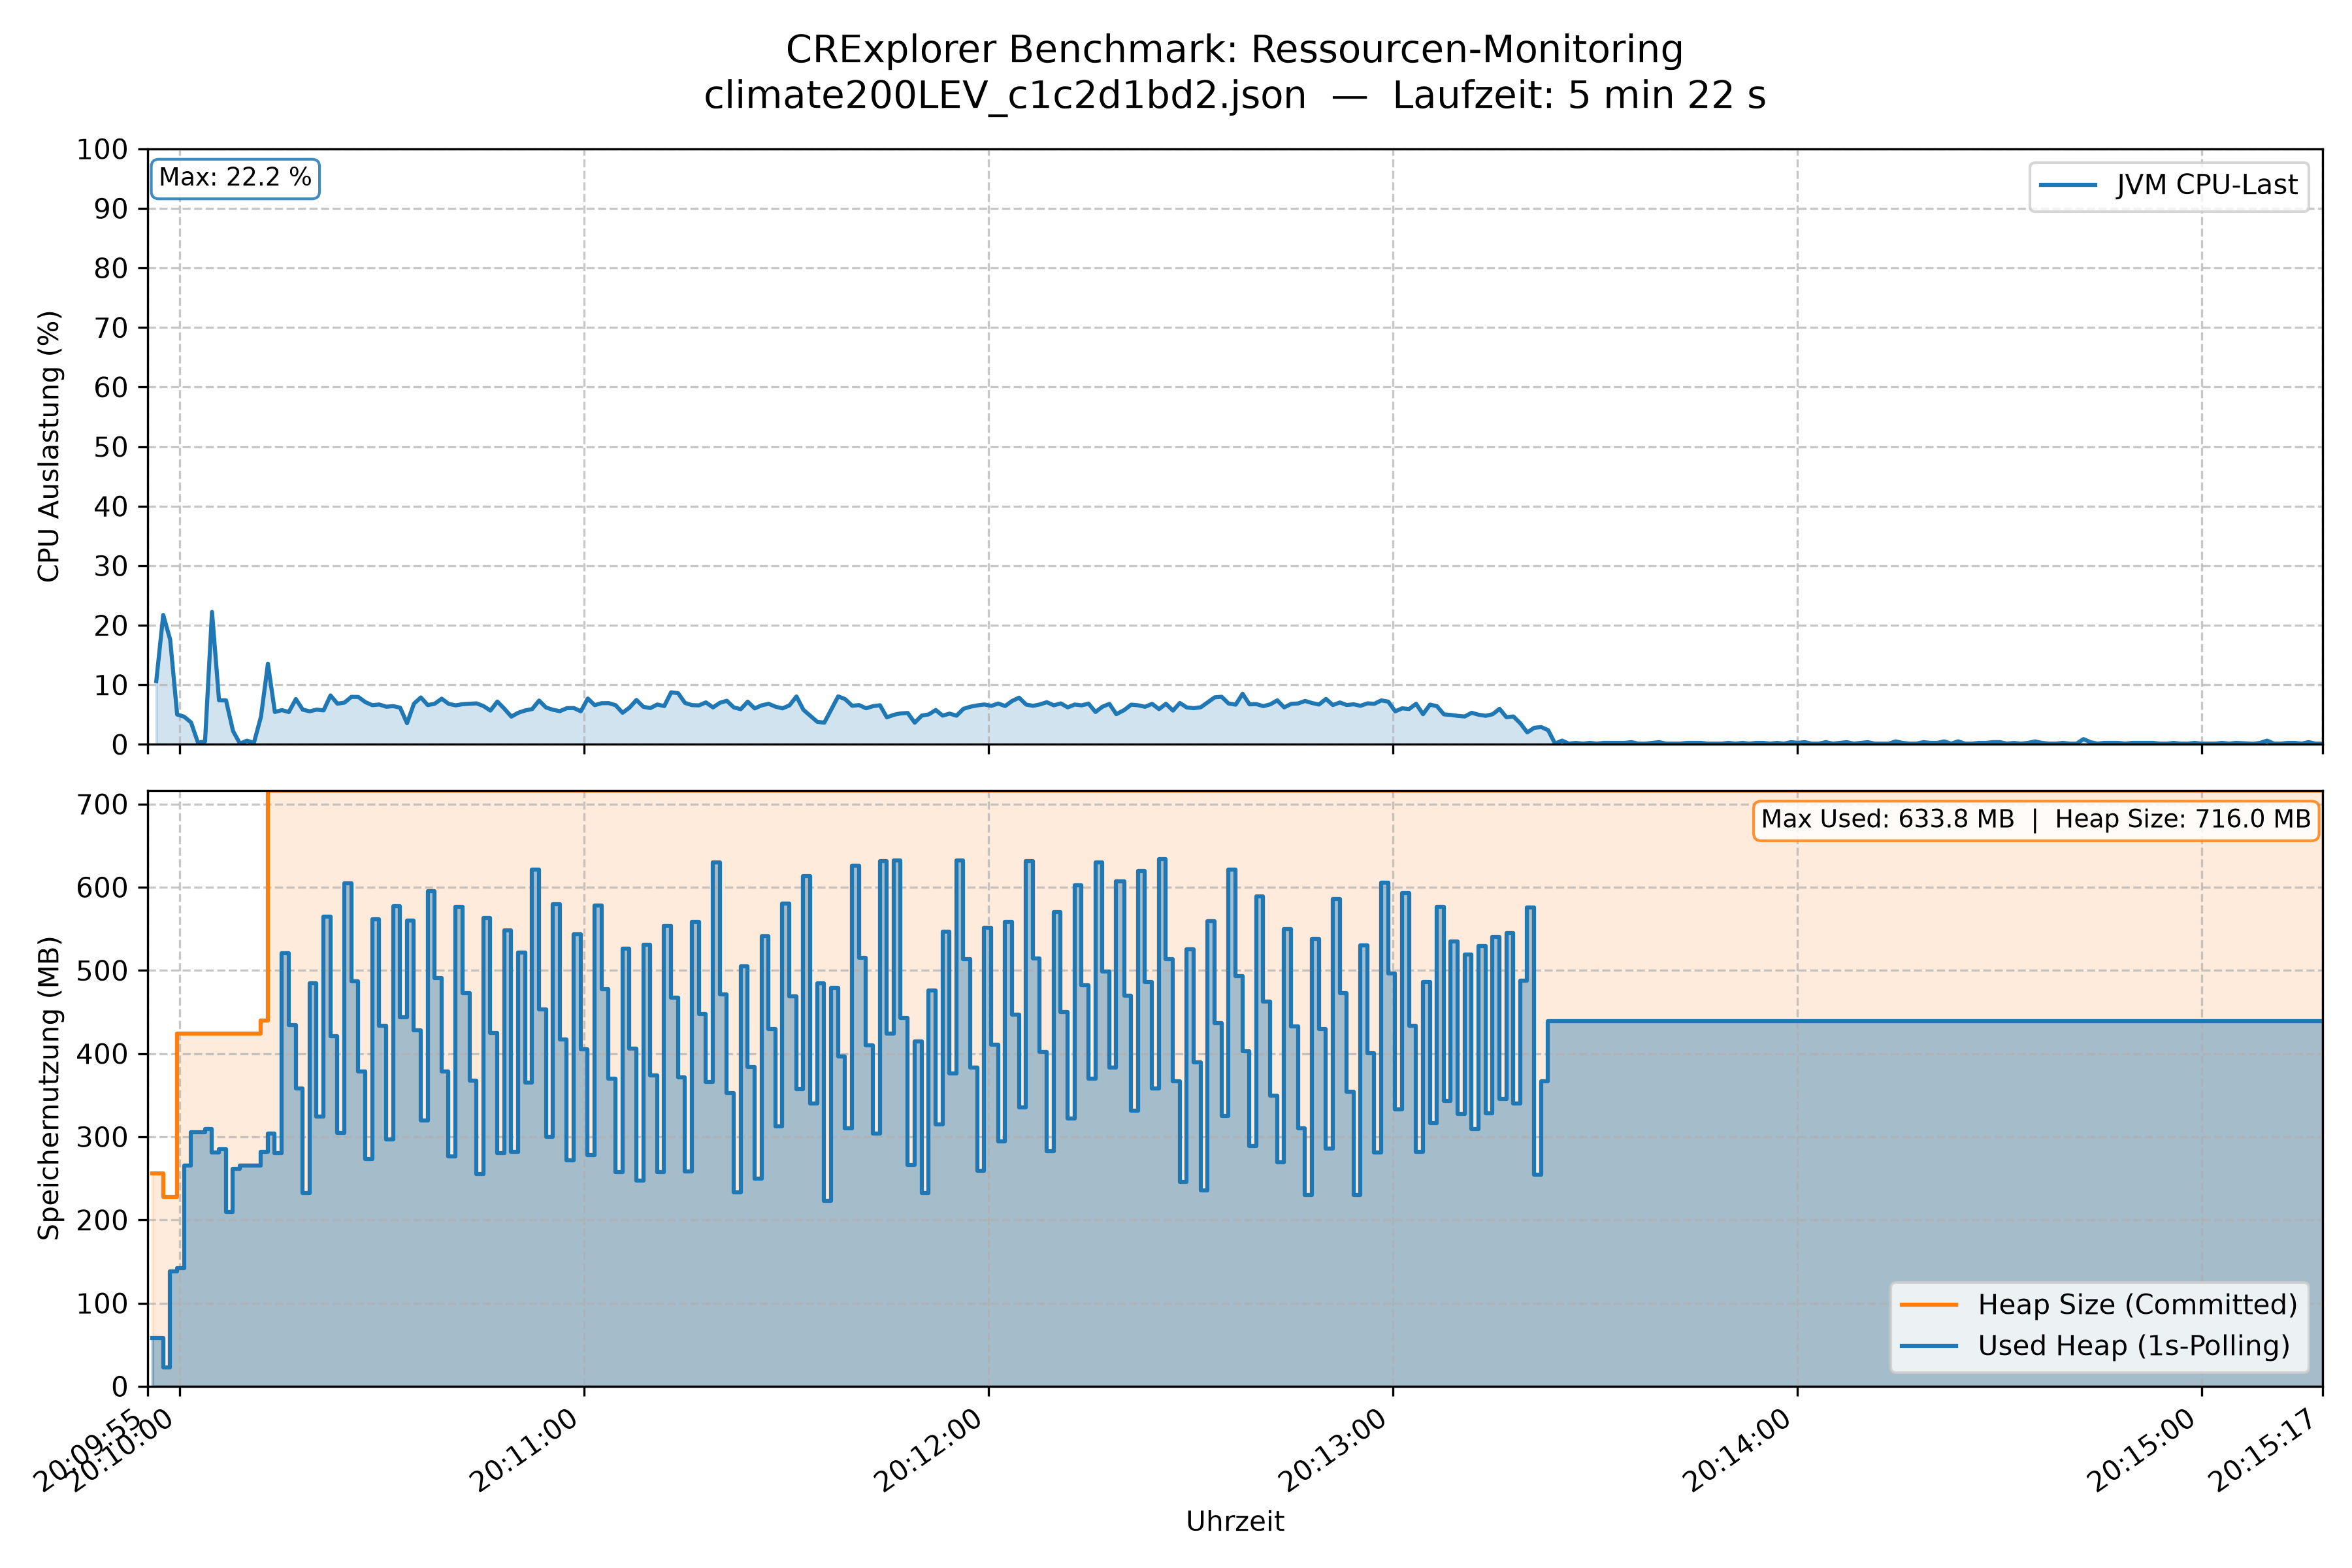 CRExplorer Benchmark: Ressourcen-Monitoring
climate200LEV_c1c2d1bd2.json — Laufzeit: 5 min 22 s
100
90
80
70
60
50
40
30
20
10
0
CPU Auslastung (%)
Max: 22.2 %
JVM CPU-Last
700
600
500
400
300
200
100
0
Speichernutzung (MB)
Max Used: 633.8 MB | Heap Size: 716.0 MB
Heap Size (Committed)
Used Heap (1s-Polling)
20:09:55
20:10:00
20:11:00
20:12:00
20:13:00
20:14:00
20:15:00
20:15:17
Uhrzeit